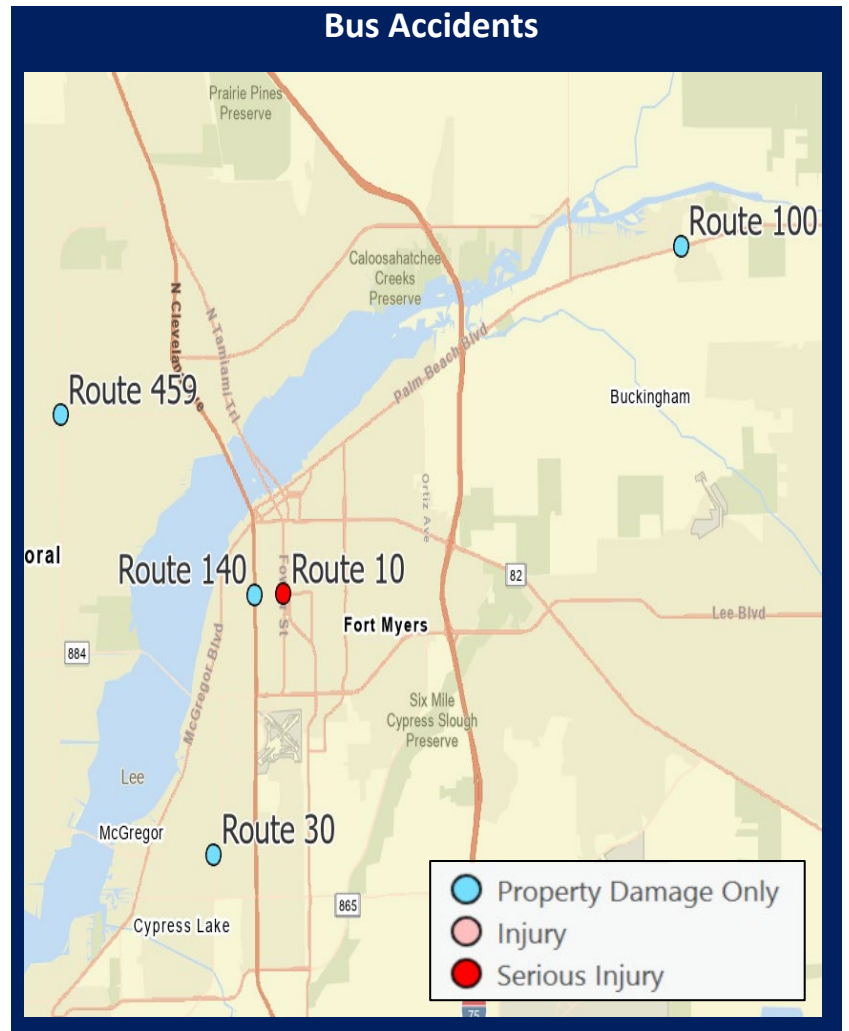 Bus Accidents
Prairie Pines
Preserve
Route 100
Caloosahatchee
Creeks
Preserve
N Tamiami Trl
Palm Beach Blvd
Route 459
Buckingham
Ortiz Ave
oral
Route 140
Route 10
82
Fort Myers
Lee Blvd
884
McGregor Blvd
Six Mile
Cypress Slough
Preserve
Lee
McGregor
Route 30
865
Cypress Lake
Property Damage Only
Injury
Serious Injury
75